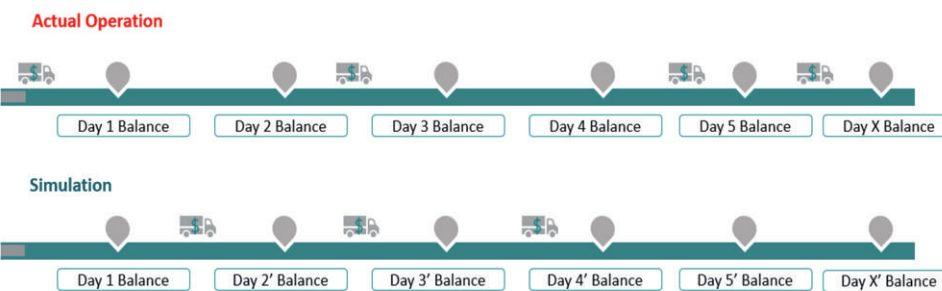 Actual Operation
$ $ $ $
Day 1 Balance Day 2 Balance Day 3 Balance Day 4 Balance Day 5 Balance Day X Balance
Simulation
$ $ $
Day 1 Balance Day 2’ Balance Day 3’ Balance Day 4’ Balance Day 5’ Balance Day X’ Balance